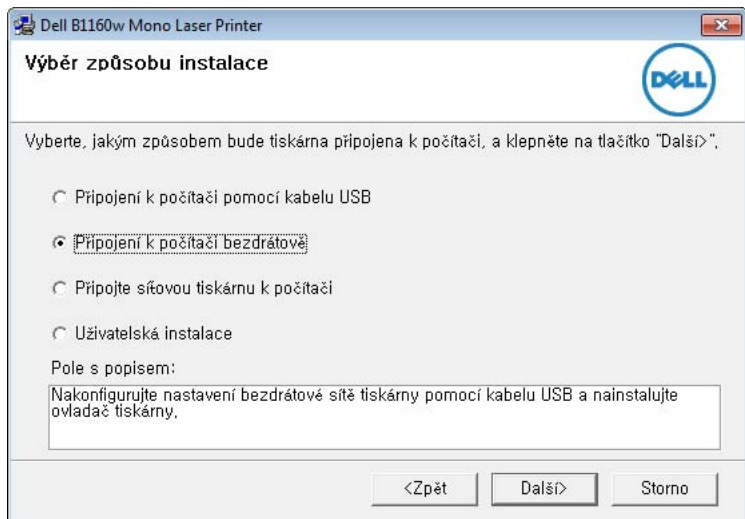 Dell B1160w Mono Laser Printer
Výběr způsobu instalace
DELL
Vyberte, jakým způsobem bude tiskárna připojena k počítači, a klepněte na tlačítko "Další>",
Připojení k počítači pomocí kabelu USB
Připojení k počítači bezdrátově
Připojte síťovou tiskárnu k počítači
Uživatelská instalace
Pole s popisem:
Nakonfigurujte nastavení bezdrátové sítě tiskárny pomocí kabelu USB a nainstalujte
ovladač tiskárny,
<Zpět Další> Storno